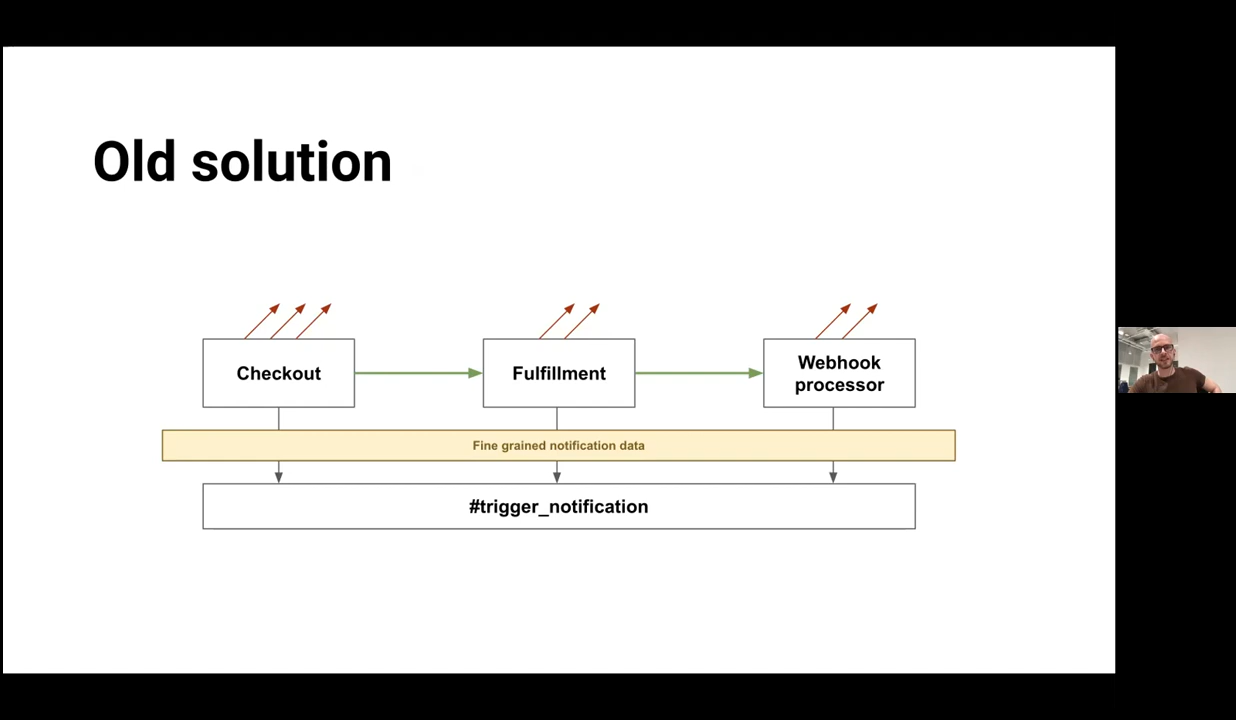 Old solution
Checkout
Fulfillment
Webhook
processor
Fine grained notification data
#trigger_notification